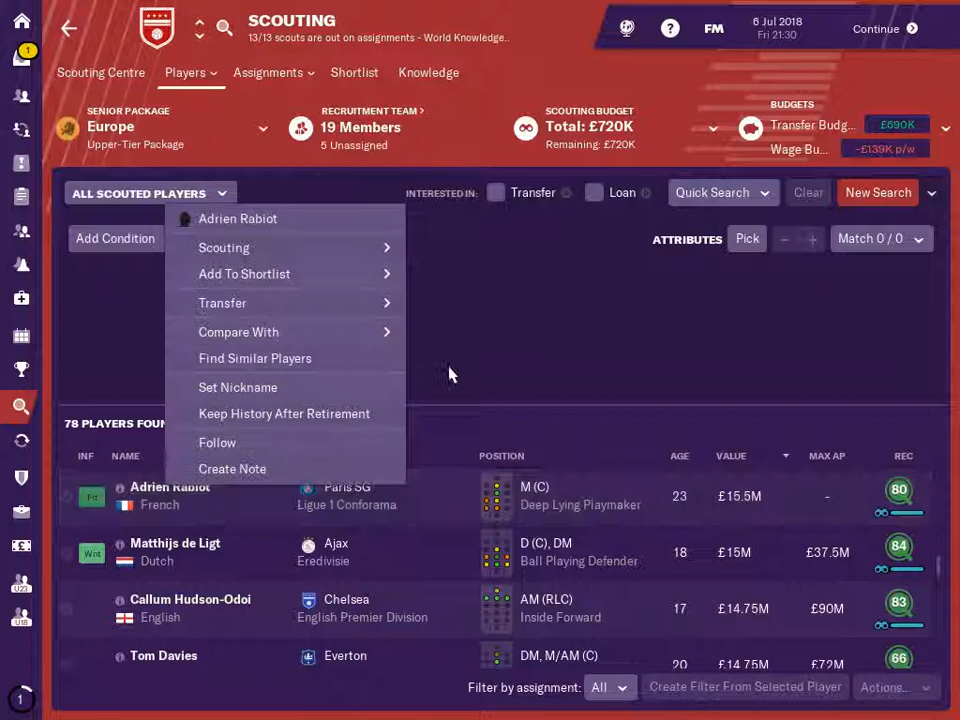 SCOUTING
13/13 scouts are out on assignments - World Knowledge..
1
?
FM
6 Jul 2018
Fri 21:30
Continue
Scouting Centre
Players
Assignments
Shortlist
Knowledge
SENIOR PACKAGE
Europe
Upper-Tier Package
RECRUITMENT TEAM >
19 Members
5 Unassigned
SCOUTING BUDGET
Total: £720K
Remaining: £720K
BUDGETS
Transfer Budg... £690K
Wage Bu... -£139K p/w
ALL SCOUTED PLAYERS
INTERESTED IN: Transfer Loan Quick Search Clear New Search
Add Condition
ATTRIBUTES Pick - + Match 0 / 0
Adrien Rabiot
Scouting
Add To Shortlist
Transfer
Compare With
Find Similar Players
Set Nickname
Keep History After Retirement
Follow
Create Note
78 PLAYERS FOUN
INF NAME POSITION AGE VALUE MAX AP REC
Adrien Rabiot Paris SG M (C) 23 £15.5M - 80
French Ligue 1 Conforama Deep Lying Playmaker
Wnt Matthijs de Ligt Ajax D (C), DM 18 £15M £37.5M 84
Dutch Eredivisie Ball Playing Defender
Callum Hudson-Odoi Chelsea AM (RLC) 17 £14.75M £90M 83
English English Premier Division Inside Forward
Tom Davies Everton DM, M/AM (C) 20 £14.75M £72M 66
Filter by assignment: All Create Filter From Selected Player Actions...
U23
U18
1